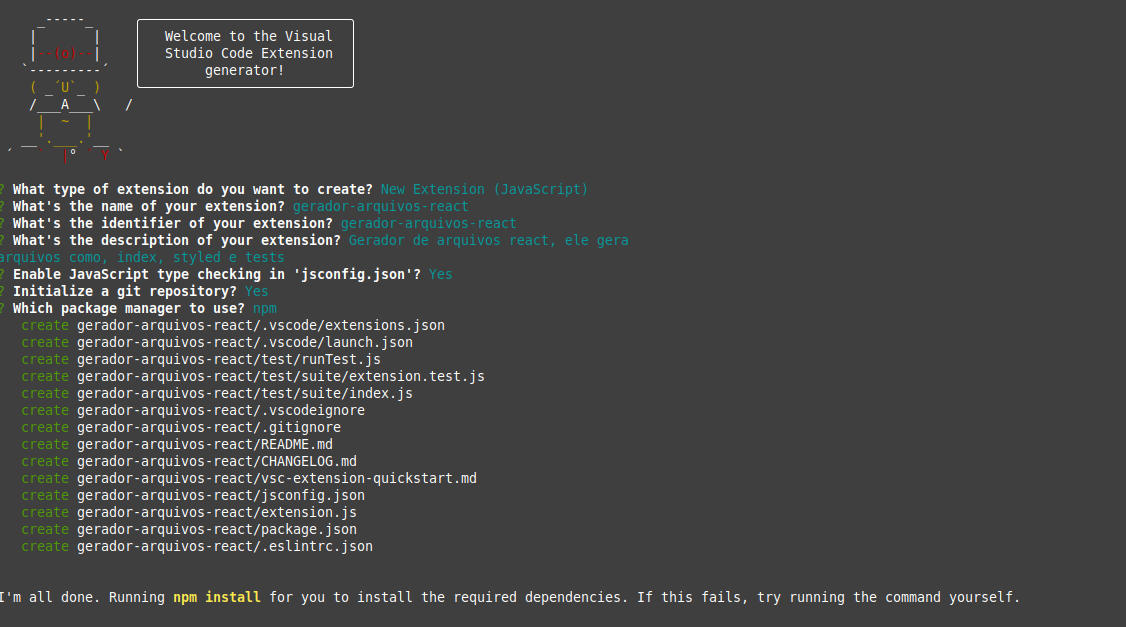 Welcome to the Visual
Studio Code Extension
generator!
? What type of extension do you want to create? New Extension (JavaScript)
? What's the name of your extension? gerador-arquivos-react
? What's the identifier of your extension? gerador-arquivos-react
? What's the description of your extension? Gerador de arquivos react, ele gera
arquivos como, index, styled e tests
? Enable JavaScript type checking in 'jsconfig.json'? Yes
? Initialize a git repository? Yes
? Which package manager to use? npm
create gerador-arquivos-react/.vscode/extensions.json
create gerador-arquivos-react/.vscode/launch.json
create gerador-arquivos-react/test/runTest.js
create gerador-arquivos-react/test/suite/extension.test.js
create gerador-arquivos-react/test/suite/index.js
create gerador-arquivos-react/.vscodeignore
create gerador-arquivos-react/.gitignore
create gerador-arquivos-react/README.md
create gerador-arquivos-react/CHANGELOG.md
create gerador-arquivos-react/vsc-extension-quickstart.md
create gerador-arquivos-react/jsconfig.json
create gerador-arquivos-react/extension.js
create gerador-arquivos-react/package.json
create gerador-arquivos-react/.eslintrc.json
I'm all done. Running npm install for you to install the required dependencies. If this fails, try running the command yourself.